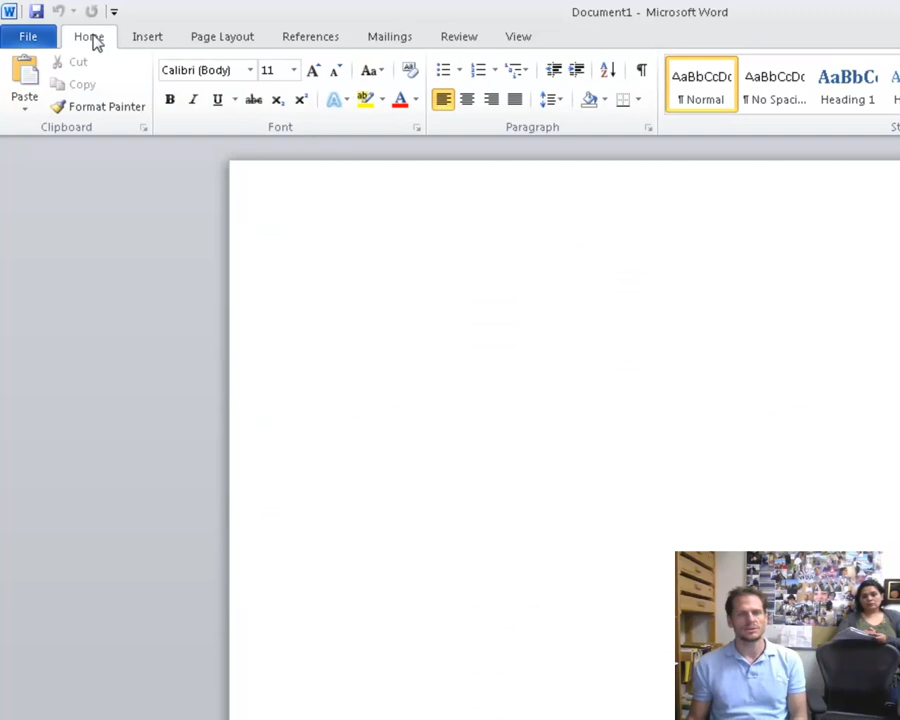 Document1 - Microsoft Word
File Home Insert Page Layout References Mailings Review View
Paste
Cut
Copy
Format Painter
Clipboard
Calibri (Body) 11
Font
Paragraph
AaBbCcDc AaBbCcDc AaBbC
¶ Normal ¶ No Spaci... Heading 1